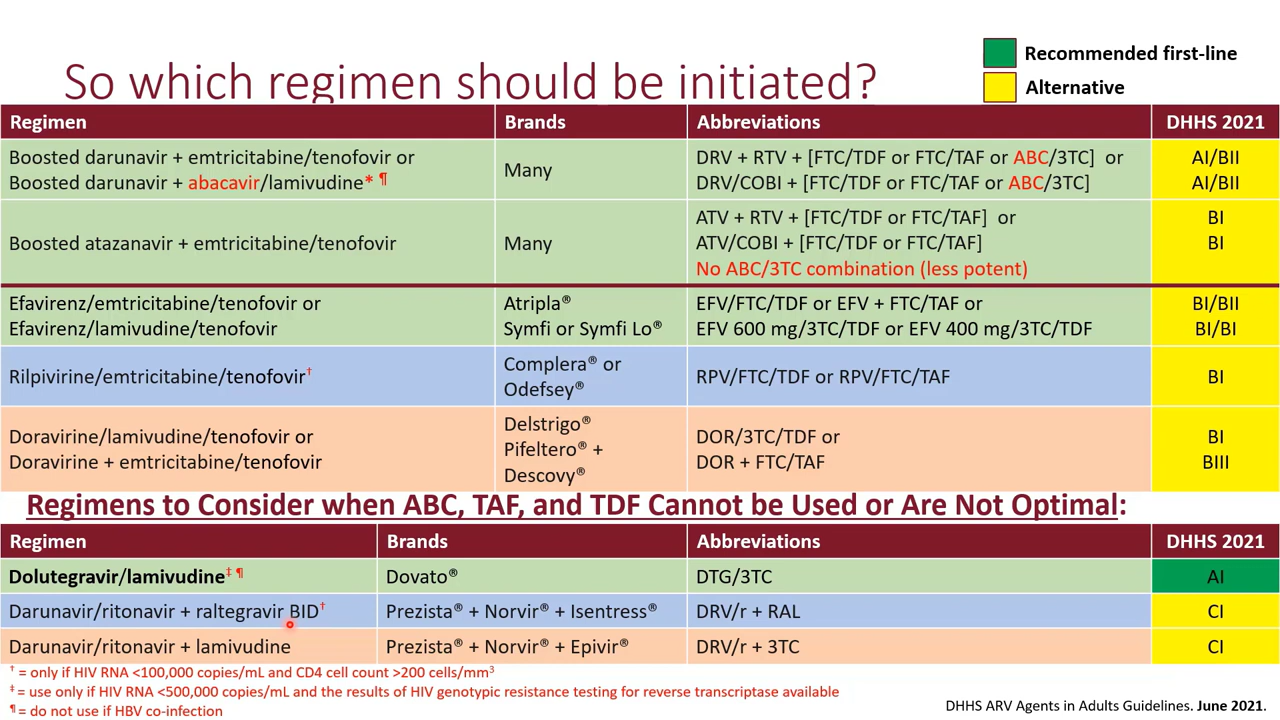 So which regimen should be initiated?
Recommended first-line
Alternative
Regimen Brands Abbreviations DHHS 2021
Boosted darunavir + emtricitabine/tenofovir or
Boosted darunavir + abacavir/lamivudine* ¶
Many
DRV + RTV + [FTC/TDF or FTC/TAF or ABC/3TC] or
DRV/COBI + [FTC/TDF or FTC/TAF or ABC/3TC]
AI/BII
AI/BII
Boosted atazanavir + emtricitabine/tenofovir
Many
ATV + RTV + [FTC/TDF or FTC/TAF] or
ATV/COBI + [FTC/TDF or FTC/TAF]
No ABC/3TC combination (less potent)
BI
BI
Efavirenz/emtricitabine/tenofovir or
Efavirenz/lamivudine/tenofovir
Atripla®
Symfi or Symfi Lo®
EFV/FTC/TDF or EFV + FTC/TAF or
EFV 600 mg/3TC/TDF or EFV 400 mg/3TC/TDF
BI/BII
BI/BI
Rilpivirine/emtricitabine/tenofovir†
Complera® or
Odefsey®
RPV/FTC/TDF or RPV/FTC/TAF
BI
Doravirine/lamivudine/tenofovir or
Doravirine + emtricitabine/tenofovir
Delstrigo®
Pifeltero® +
Descovy®
DOR/3TC/TDF or
DOR + FTC/TAF
BI
BIII
Regimens to Consider when ABC, TAF, and TDF Cannot be Used or Are Not Optimal:
Regimen Brands Abbreviations DHHS 2021
Dolutegravir/lamivudine‡ ¶ Dovato® DTG/3TC AI
Darunavir/ritonavir + raltegravir BID† Prezista® + Norvir® + Isentress® DRV/r + RAL CI
Darunavir/ritonavir + lamivudine Prezista® + Norvir® + Epivir® DRV/r + 3TC CI
† = only if HIV RNA <100,000 copies/mL and CD4 cell count >200 cells/mm³
‡ = use only if HIV RNA <500,000 copies/mL and the results of HIV genotypic resistance testing for reverse transcriptase available
¶ = do not use if HBV co-infection
DHHS ARV Agents in Adults Guidelines. June 2021.